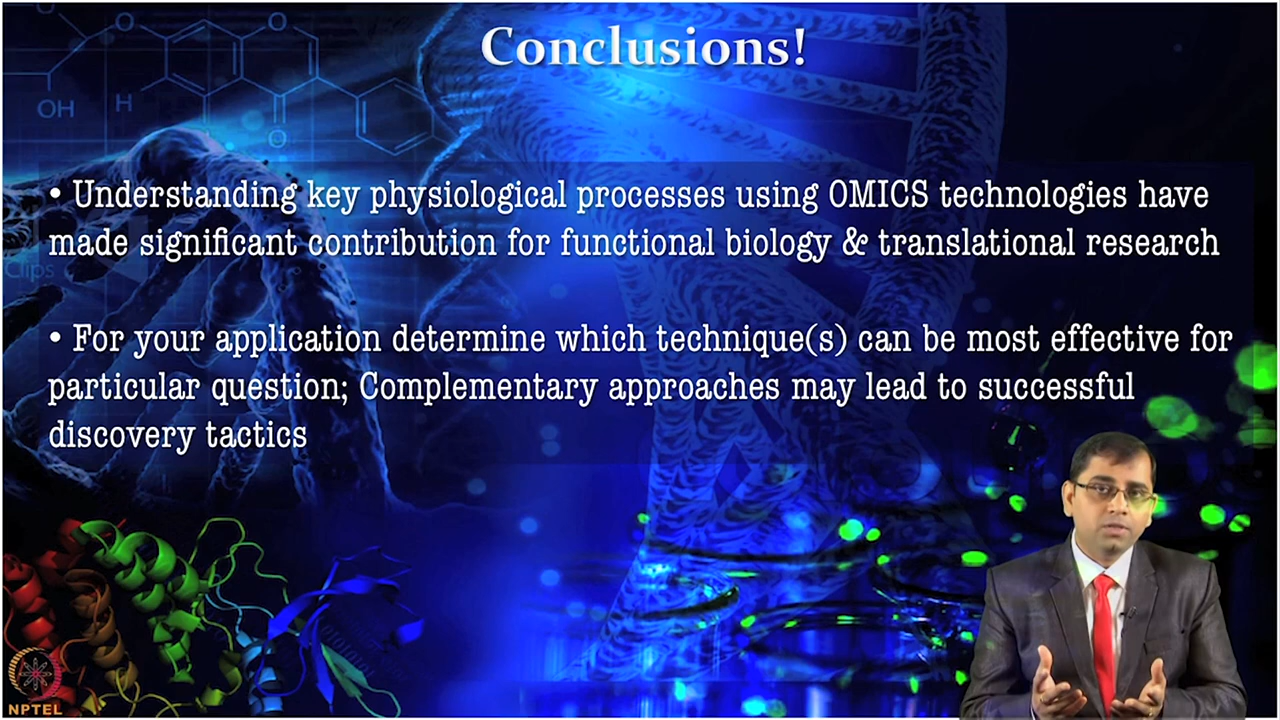 Conclusions!
O
O
OH
H
O
O
• Understanding key physiological processes using OMICS technologies have
made significant contribution for functional biology & translational research
Clips
• For your application determine which technique(s) can be most effective for
particular question; Complementary approaches may lead to successful
discovery tactics
NPTEL